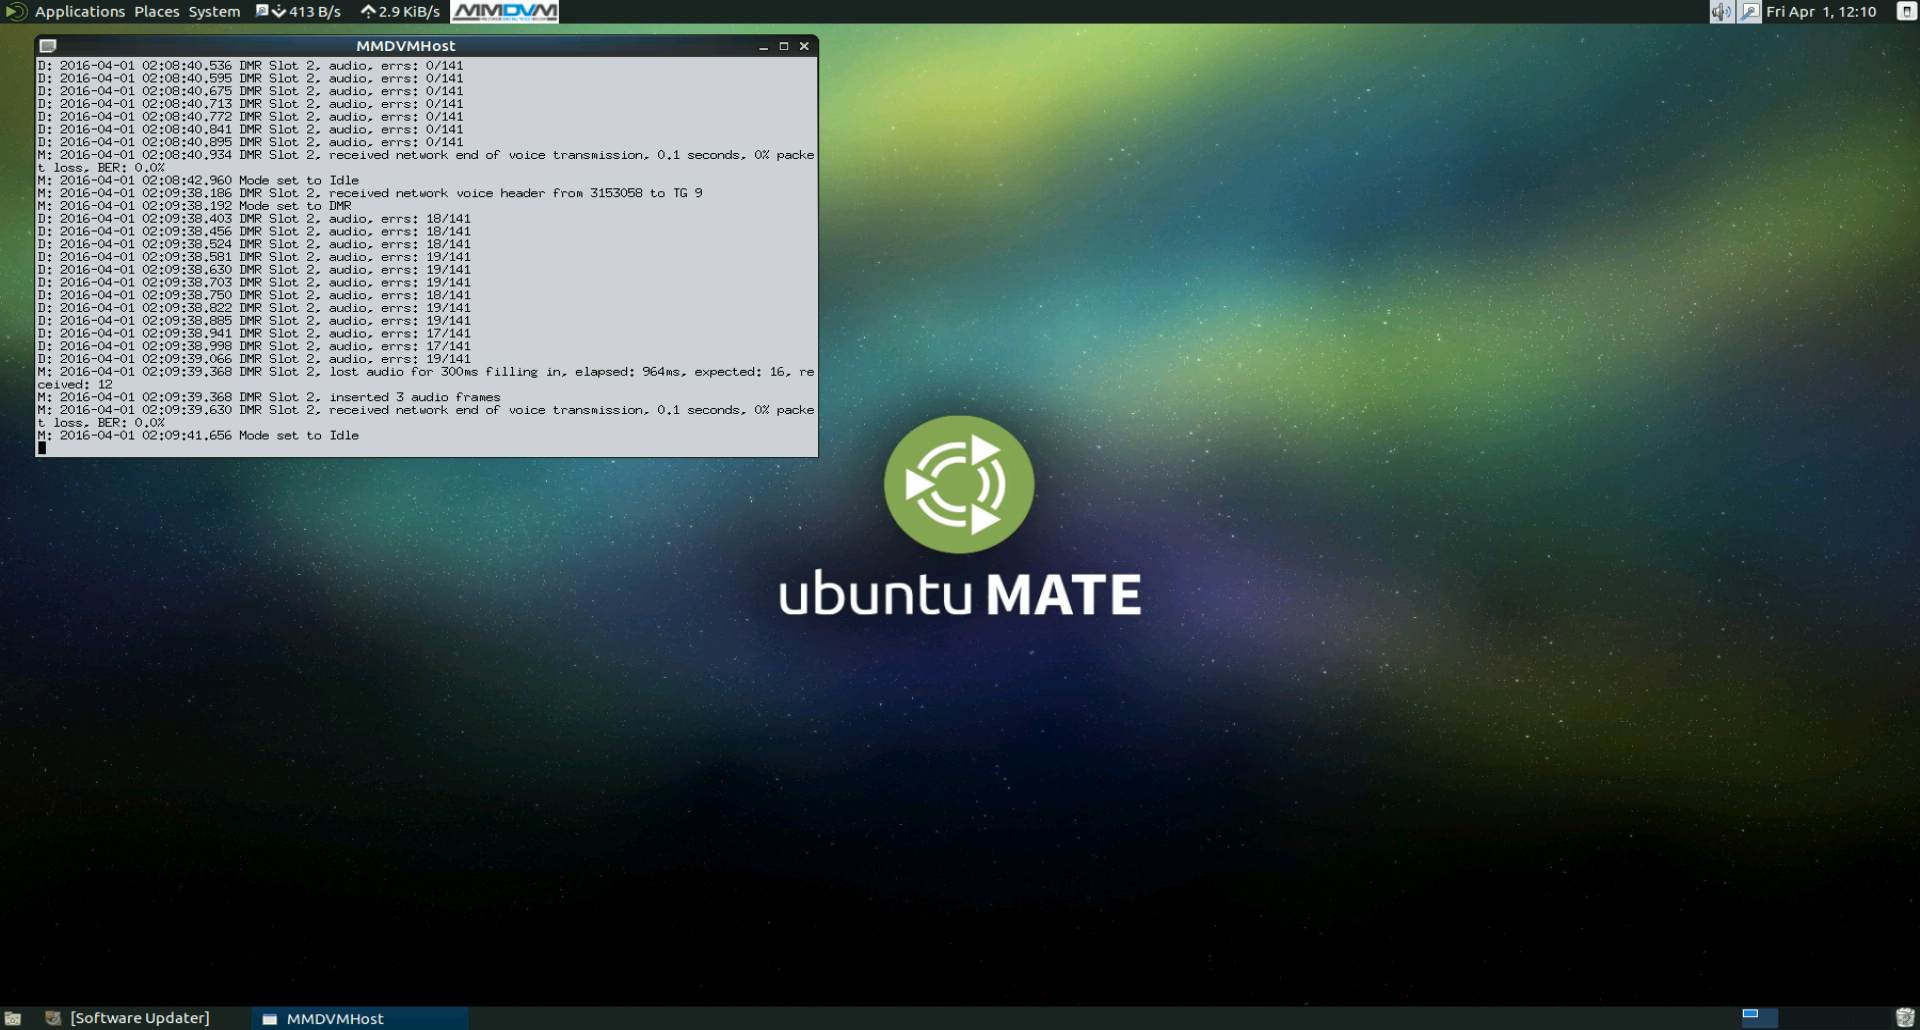 Applications Places System 413 B/s 2.9 KiB/s MMDVM Fri Apr 1, 12:10
MMDVMHost
D: 2016-04-01 02:08:40.536 DMR Slot 2, audio, errs: 0/141
D: 2016-04-01 02:08:40.595 DMR Slot 2, audio, errs: 0/141
D: 2016-04-01 02:08:40.675 DMR Slot 2, audio, errs: 0/141
D: 2016-04-01 02:08:40.713 DMR Slot 2, audio, errs: 0/141
D: 2016-04-01 02:08:40.772 DMR Slot 2, audio, errs: 0/141
D: 2016-04-01 02:08:40.841 DMR Slot 2, audio, errs: 0/141
D: 2016-04-01 02:08:40.895 DMR Slot 2, audio, errs: 0/141
M: 2016-04-01 02:08:40.934 DMR Slot 2, received network end of voice transmission, 0.1 seconds, 0% packe
t loss, BER: 0.0%
M: 2016-04-01 02:08:42.960 Mode set to Idle
M: 2016-04-01 02:09:38.186 DMR Slot 2, received network voice header from 3153058 to TG 9
M: 2016-04-01 02:09:38.192 Mode set to DMR
D: 2016-04-01 02:09:38.403 DMR Slot 2, audio, errs: 18/141
D: 2016-04-01 02:09:38.456 DMR Slot 2, audio, errs: 18/141
D: 2016-04-01 02:09:38.524 DMR Slot 2, audio, errs: 18/141
D: 2016-04-01 02:09:38.581 DMR Slot 2, audio, errs: 19/141
D: 2016-04-01 02:09:38.630 DMR Slot 2, audio, errs: 19/141
D: 2016-04-01 02:09:38.703 DMR Slot 2, audio, errs: 19/141
D: 2016-04-01 02:09:38.750 DMR Slot 2, audio, errs: 18/141
D: 2016-04-01 02:09:38.822 DMR Slot 2, audio, errs: 19/141
D: 2016-04-01 02:09:38.885 DMR Slot 2, audio, errs: 19/141
D: 2016-04-01 02:09:38.941 DMR Slot 2, audio, errs: 17/141
D: 2016-04-01 02:09:38.998 DMR Slot 2, audio, errs: 17/141
D: 2016-04-01 02:09:39.066 DMR Slot 2, audio, errs: 19/141
M: 2016-04-01 02:09:39.368 DMR Slot 2, lost audio for 300ms filling in, elapsed: 964ms, expected: 16, re
ceived: 12
M: 2016-04-01 02:09:39.368 DMR Slot 2, inserted 3 audio frames
M: 2016-04-01 02:09:39.630 DMR Slot 2, received network end of voice transmission, 0.1 seconds, 0% packe
t loss, BER: 0.0%
M: 2016-04-01 02:09:41.656 Mode set to Idle
ubuntu MATE
[Software Updater] MMDVMHost